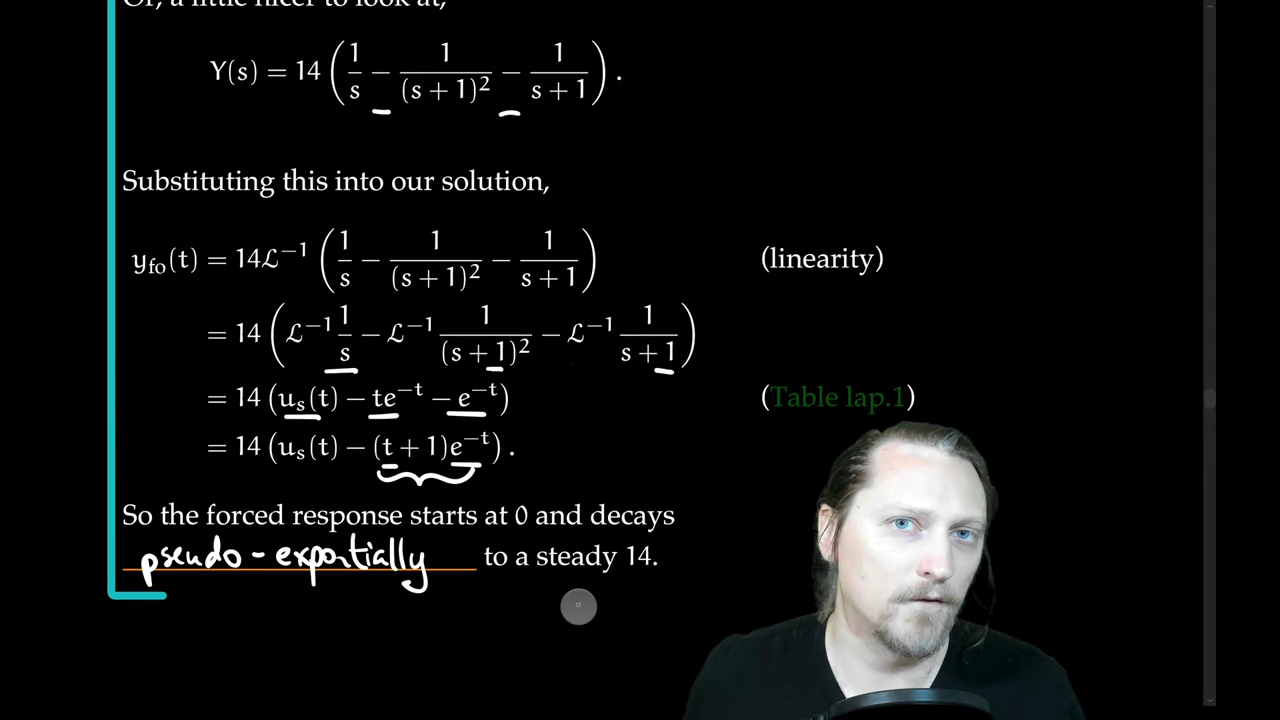 Or, a little nicer to look at,
Y(s) = 14 ( 1/s − 1/(s + 1)² − 1/(s + 1) ) .
Substituting this into our solution,
y_fo(t) = 14ℒ⁻¹ ( 1/s − 1/(s + 1)² − 1/(s + 1) ) (linearity)
= 14 ( ℒ⁻¹ 1/s − ℒ⁻¹ 1/(s + 1)² − ℒ⁻¹ 1/(s + 1) )
= 14 (u_s(t) − te⁻ᵗ − e⁻ᵗ) (Table lap.1)
= 14 (u_s(t) − (t + 1)e⁻ᵗ) .
So the forced response starts at 0 and decays
pseudo-expontially to a steady 14.